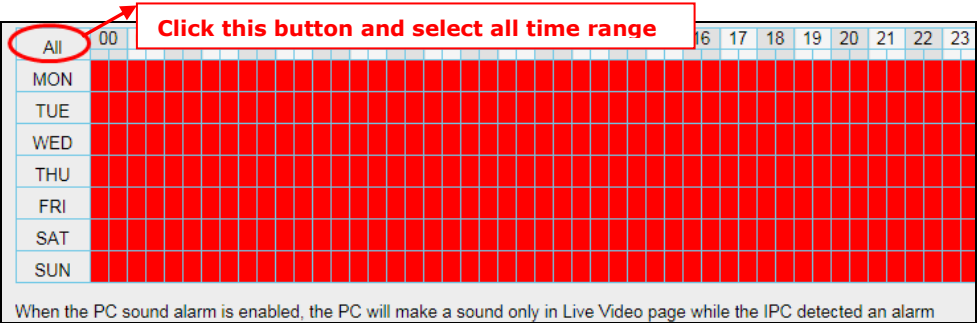 Click this button and select all time range
All 00 16 17 18 19 20 21 22 23
MON
TUE
WED
THU
FRI
SAT
SUN
When the PC sound alarm is enabled, the PC will make a sound only in Live Video page while the IPC detected an alarm